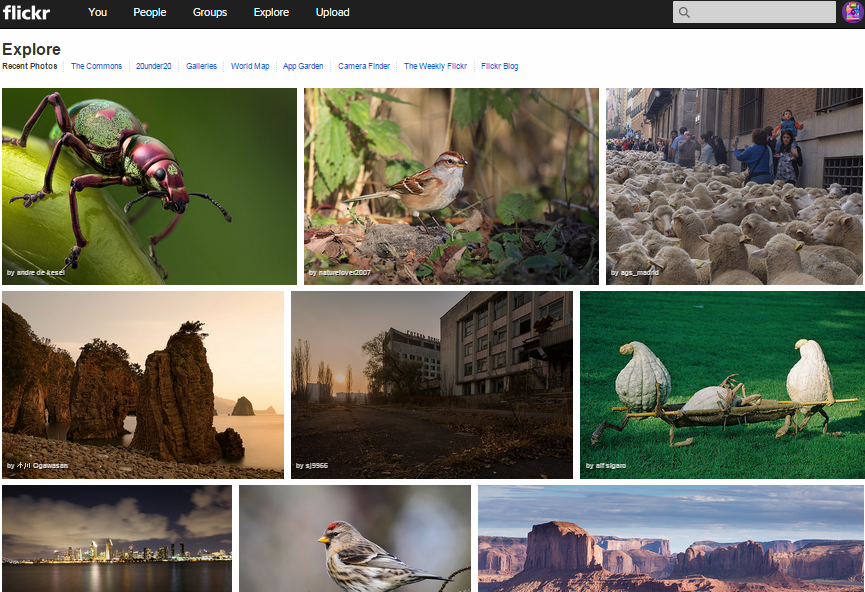 flickr You People Groups Explore Upload
Explore
Recent Photos The Commons 20under20 Galleries World Map App Garden Camera Finder The Weekly Flickr Flickr Blog
by andre de kesel
by naturelover2007
by ags_madrid
by 小川 Ogawasan
by sj9966
by alf sigaro